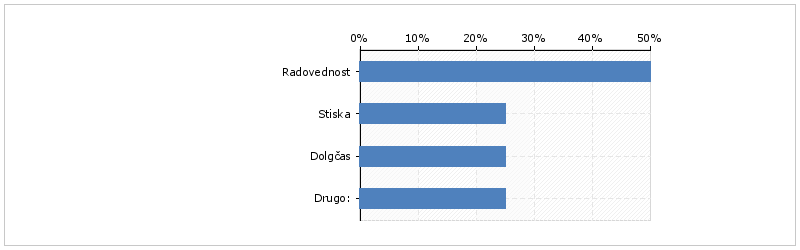 0% 10% 20% 30% 40% 50%
Radovednost
Stiska
Dolgčas
Drugo: